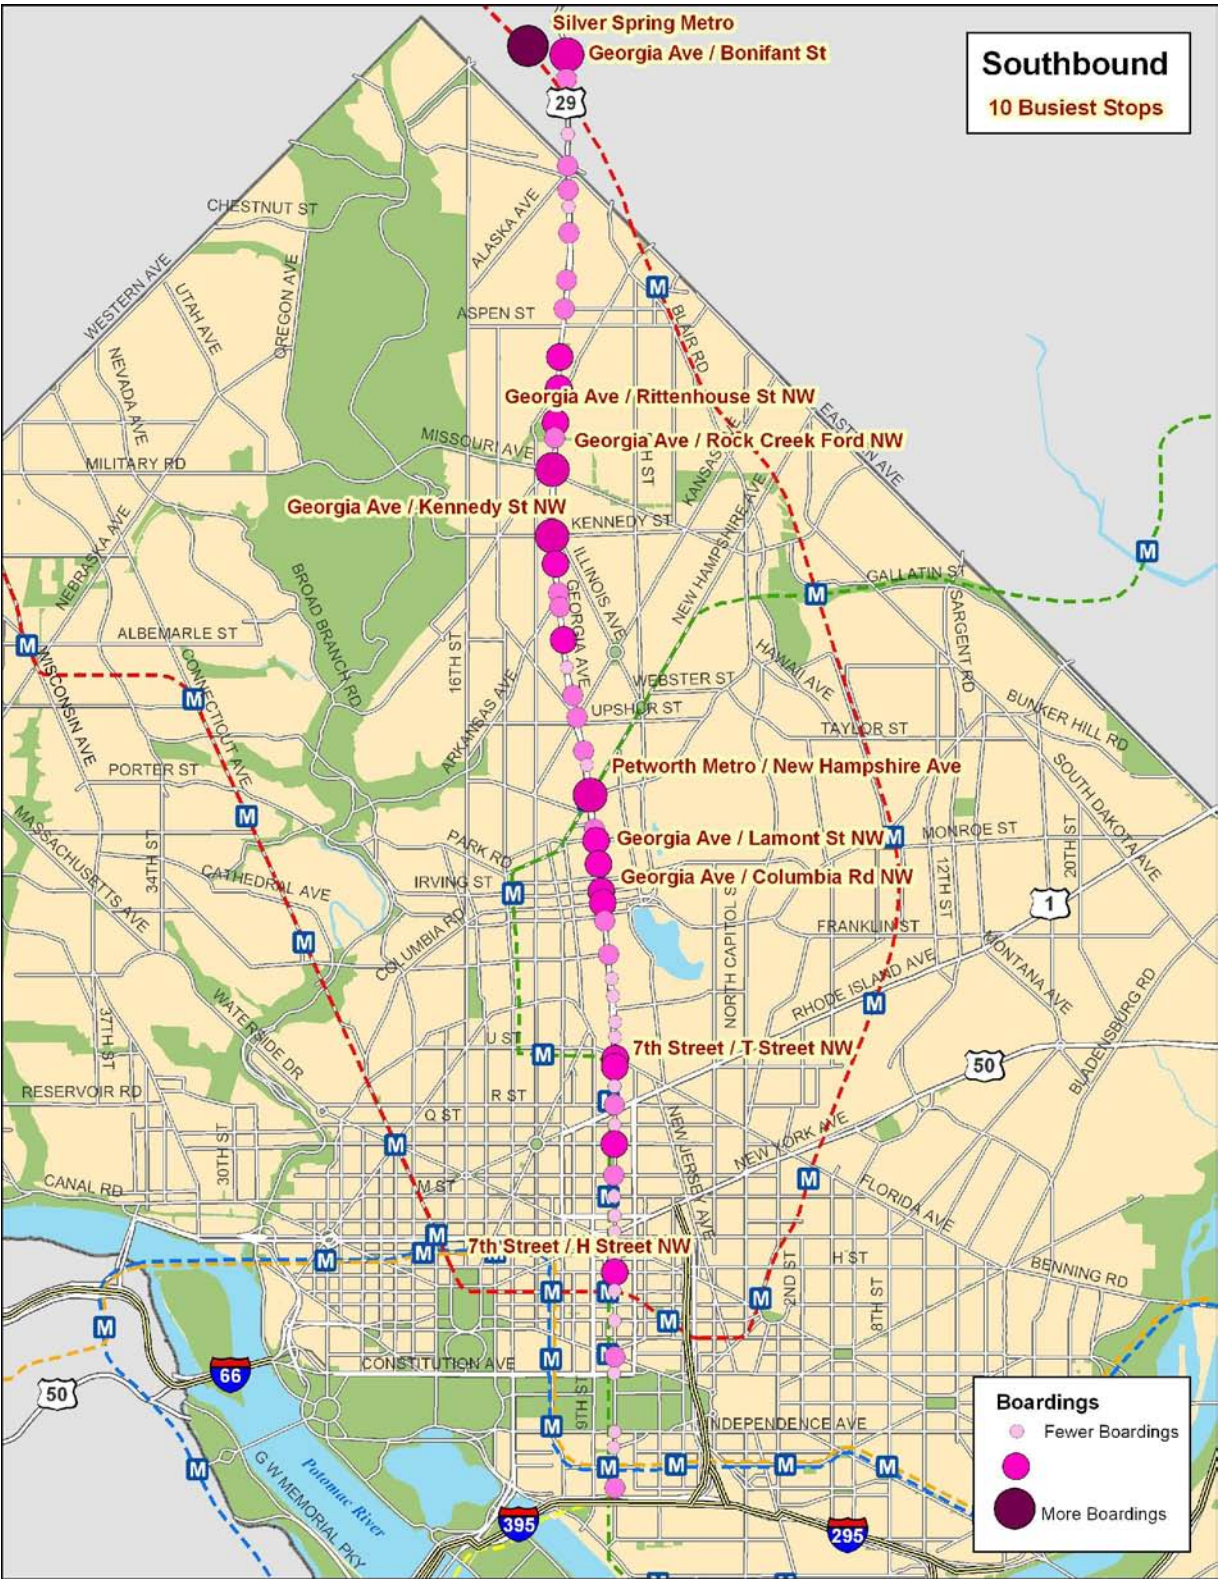 Silver Spring Metro
Georgia Ave / Bonifant St
Southbound
10 Busiest Stops
29
CHESTNUT ST
ALASKA AVE
WESTERN AVE
UTAH AVE
OREGON AVE
M
ASPEN ST
BLAIR RD
NEVADA AVE
Georgia Ave / Rittenhouse St NW
EASTERN AVE
MISSOURI AVE
Georgia Ave / Rock Creek Ford NW
H ST
KANSAS AVE
MILITARY RD
Georgia Ave / Kennedy St NW
KENNEDY ST
NEW HAMPSHIRE AVE
NEBRASKA AVE
M
ILLINOIS AVE
GALLATIN ST
M
BROAD BRANCH RD
GEORGIA AVE
SARGENT RD
ALBEMARLE ST
M
16TH ST
HAWAII AVE
WISCONSIN AVE
CONNECTICUT AVE
M
WEBSTER ST
ARKANSAS AVE
UPSHUR ST
BUNKER HILL RD
TAYLOR ST
PORTER ST
Petworth Metro / New Hampshire Ave
SOUTH DAKOTA AVE
MASSACHUSETTS AVE
M
34TH ST
PARK RD
Georgia Ave / Lamont St NW
M
MONROE ST
20TH ST
CATHEDRAL AVE
IRVING ST
M
Georgia Ave / Columbia Rd NW
12TH ST
1
COLUMBIA RD
M
NORTH CAPITOL S
FRANKLIN ST
MONTANA AVE
RHODE ISLAND AVE
BLADENSBURG RD
WATERSIDE DR
M
37TH ST
U ST
M
7th Street / T Street NW
50
RESERVOIR RD
R ST
Q ST
NEW JERSEY AVE
NEW YORK AVE
30TH ST
M
M ST
M
CANAL RD
M
FLORIDA AVE
M
M
M
7th Street / H Street NW
H ST
BENNING RD
2ND ST
8TH ST
M
M
M
M
M
66
50
CONSTITUTION AVE
M
9TH ST
M
INDEPENDENCE AVE
M
M
M
M
M
G W MEMORIAL PKY
Potomac River
395
295
Boardings
Fewer Boardings
More Boardings